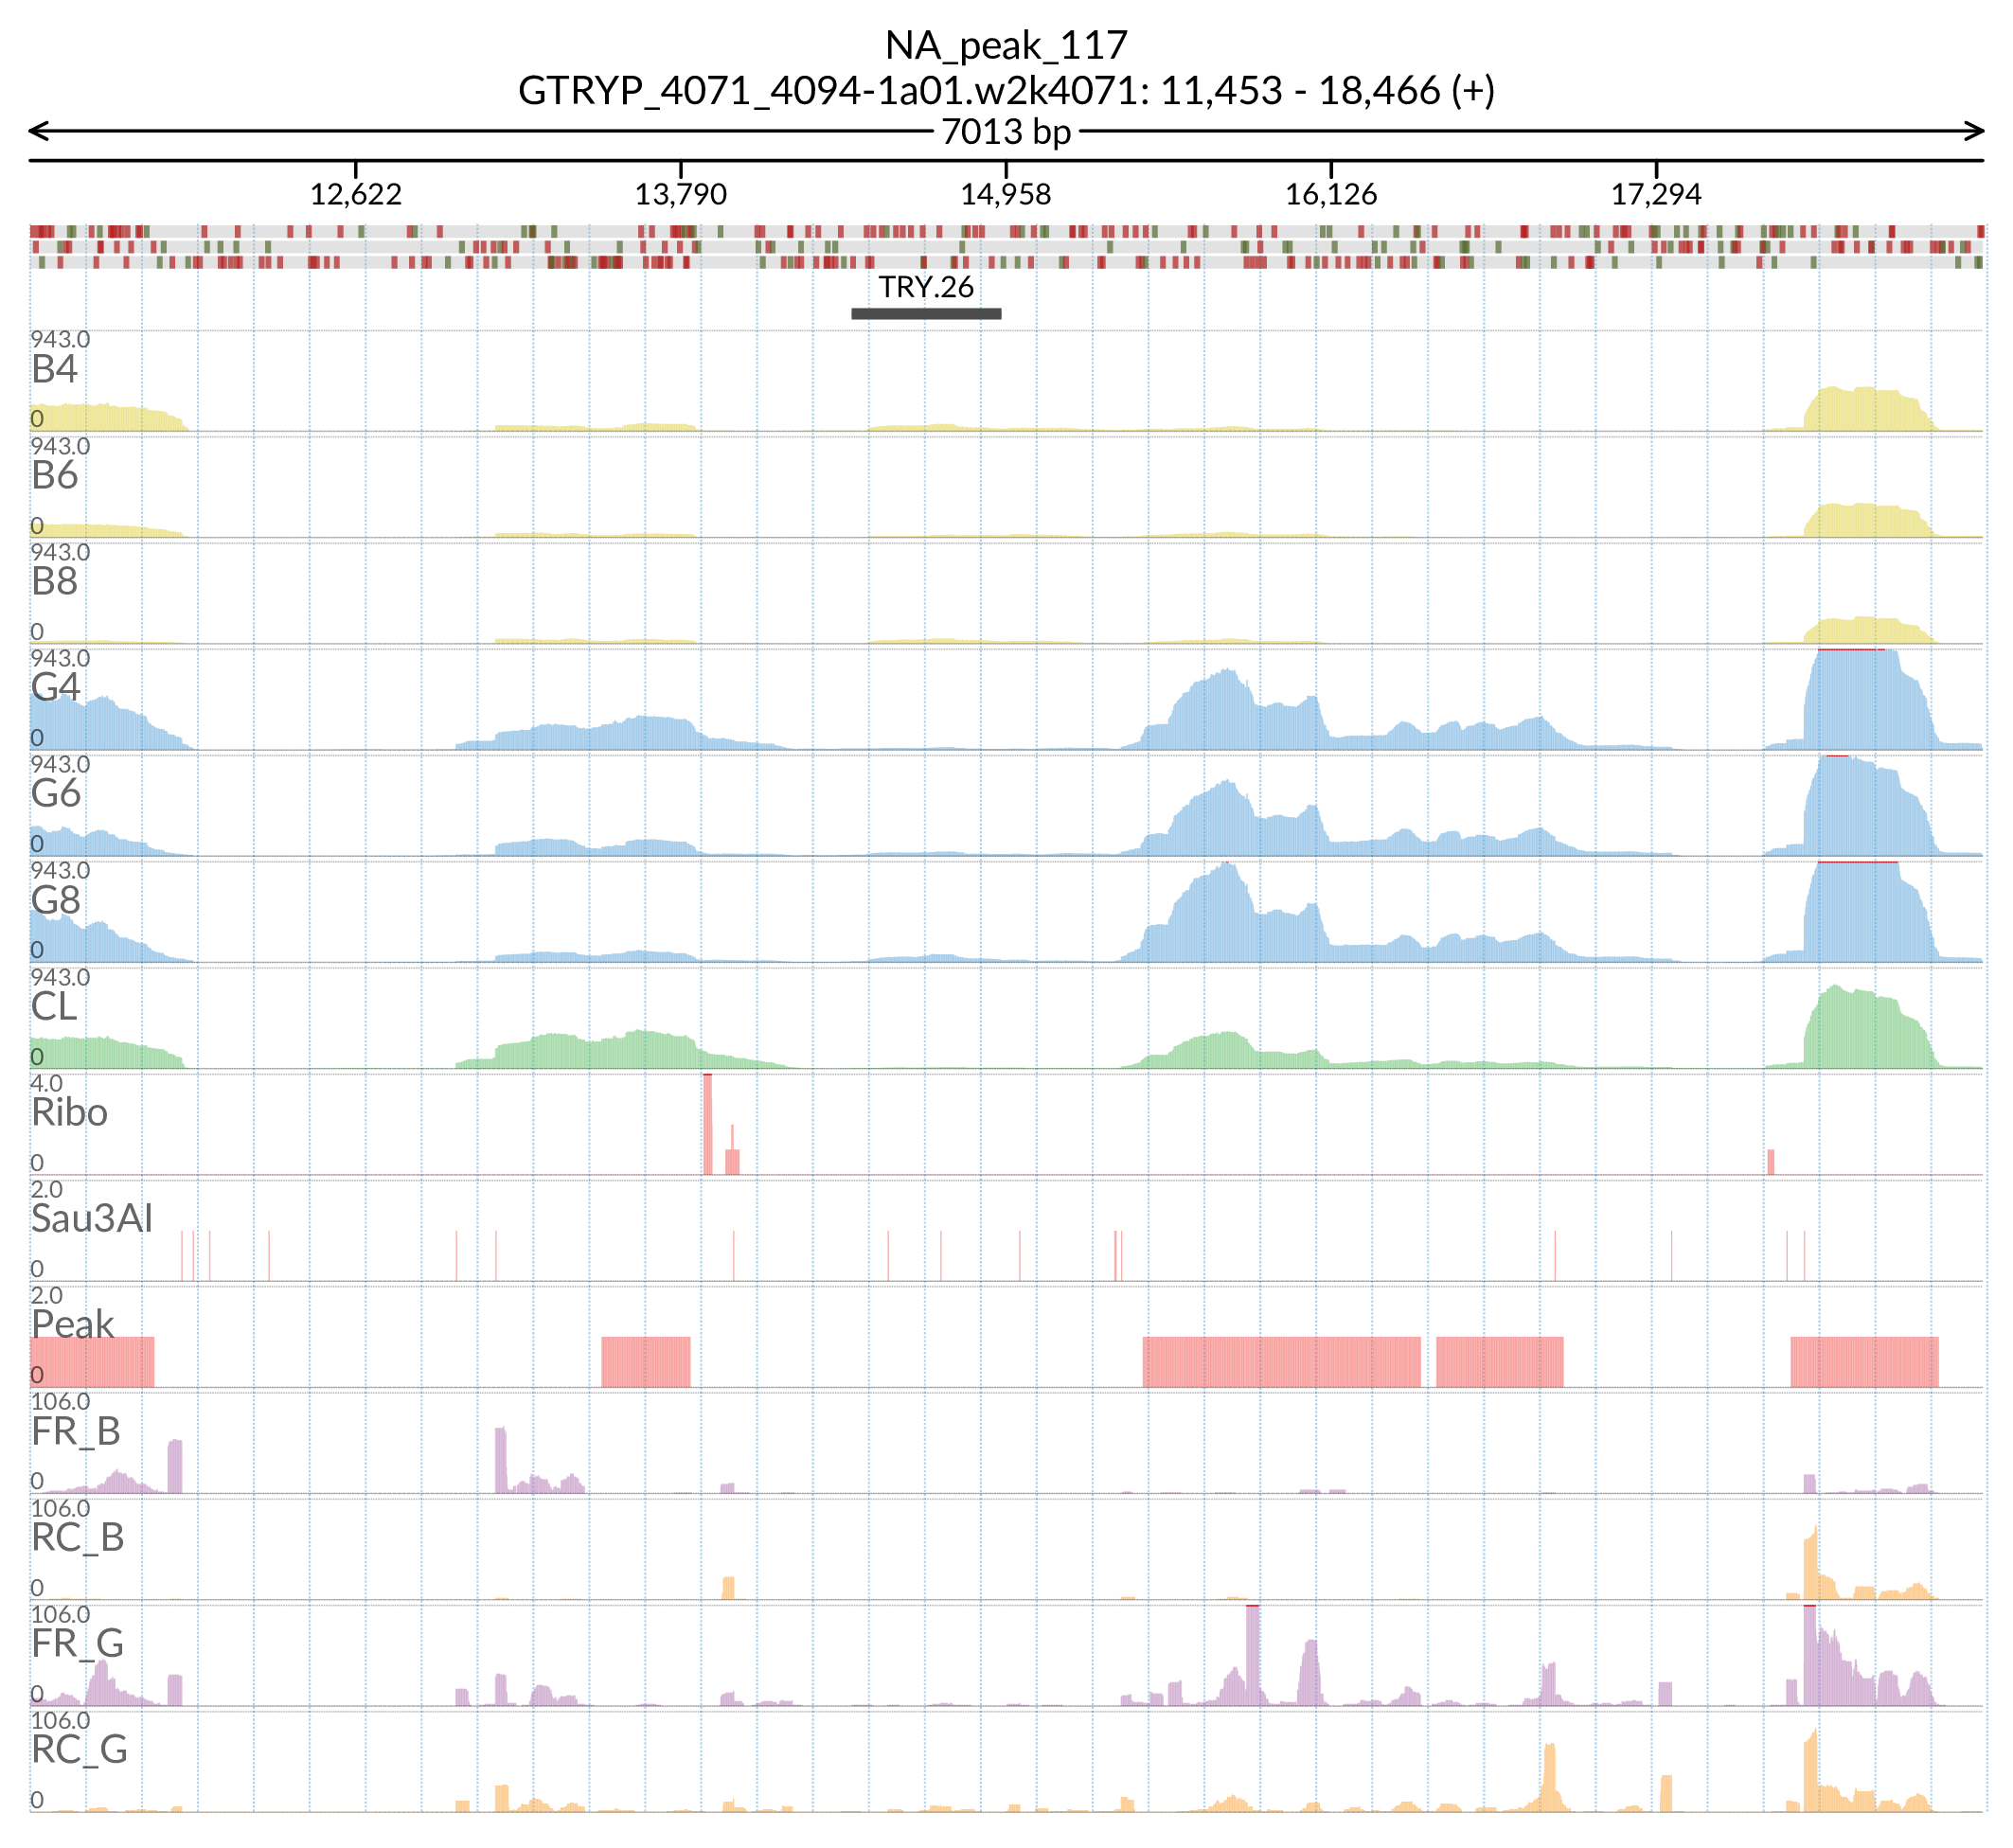 NA_peak_117
GTRYP_4071_4094-1a01.w2k4071: 11,453 - 18,466 (+)
7013 bp
12,622 13,790 14,958 16,126 17,294
TRY.26
943.0
B4
0
943.0
B6
0
943.0
B8
0
943.0
G4
0
943.0
G6
0
943.0
G8
0
943.0
CL
0
4.0
Ribo
0
2.0
Sau3AI
0
2.0
Peak
0
106.0
FR_B
0
106.0
RC_B
0
106.0
FR_G
0
106.0
RC_G
0